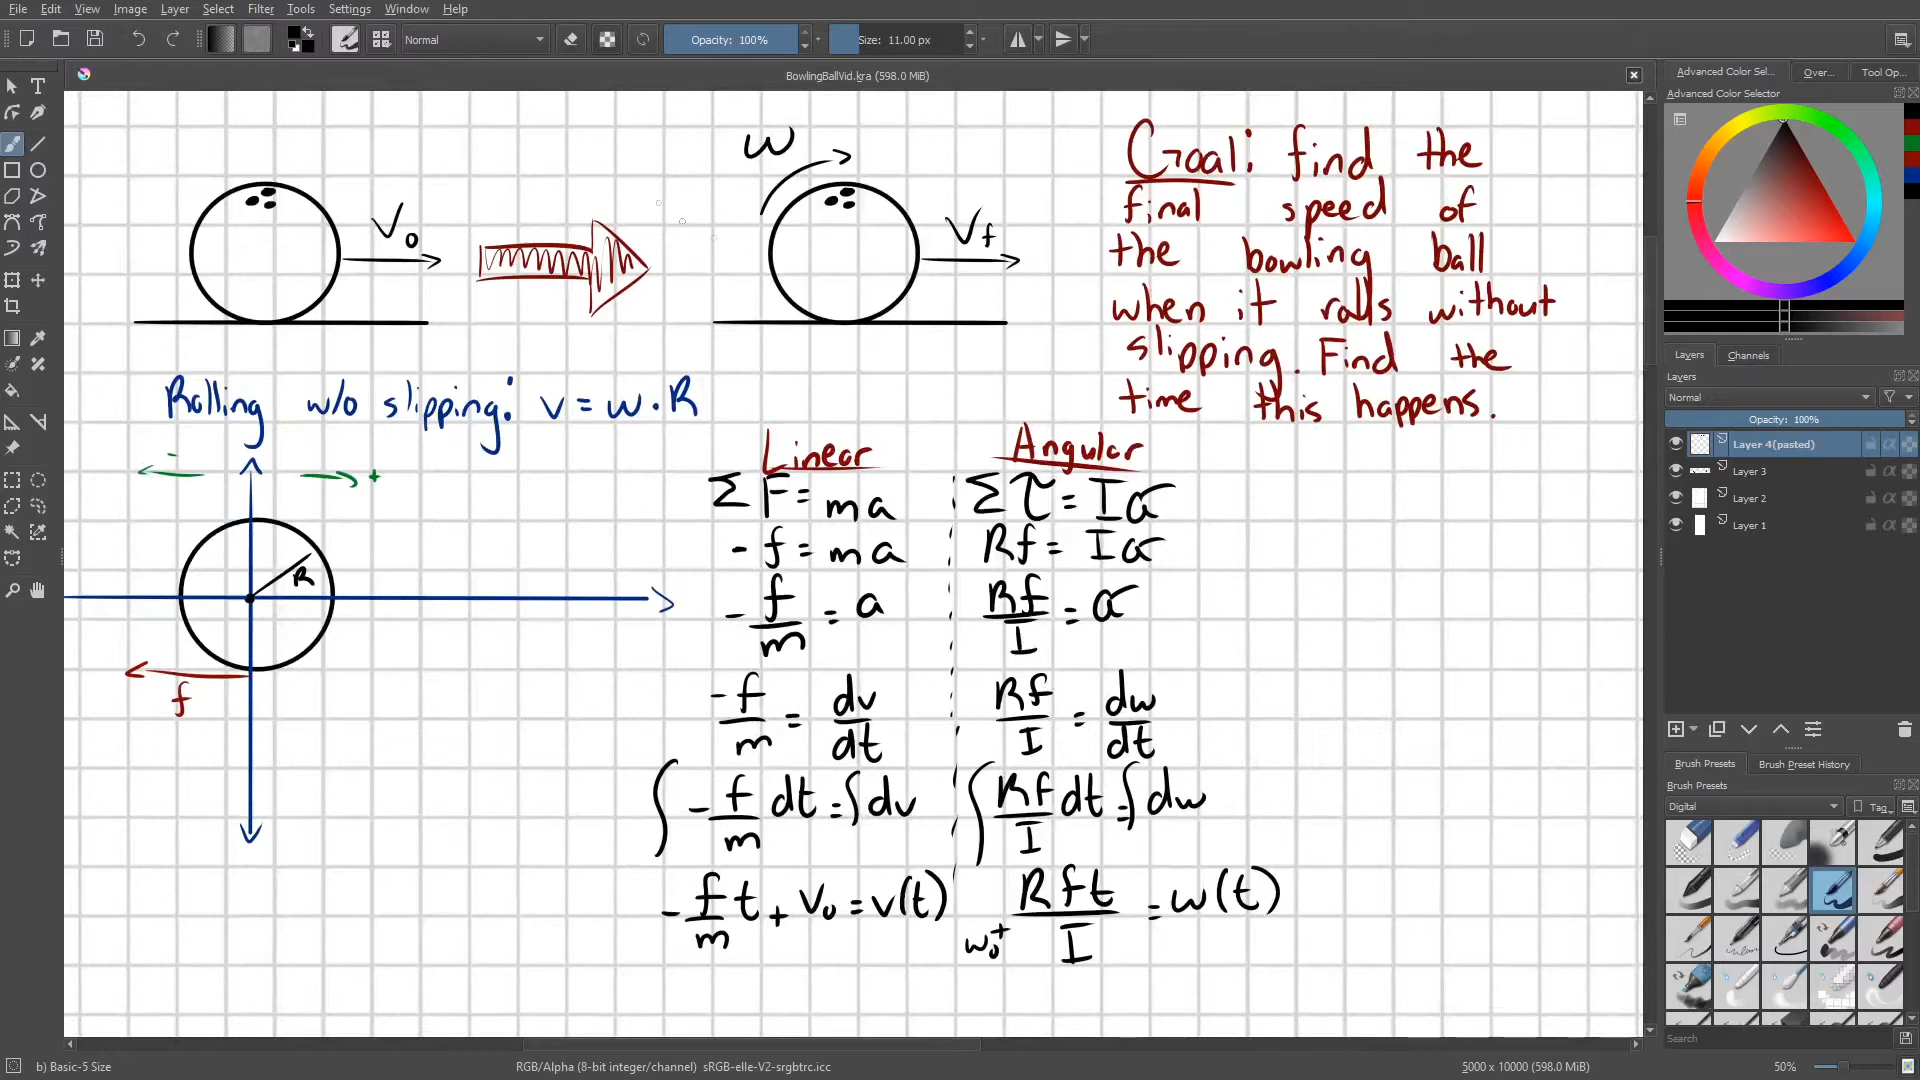 File Edit View Image Layer Select Filter Tools Settings Window Help
Normal
Opacity: 100%
Size: 11.00 px
BowlingBallVid.kra (598.0 MiB)
Advanced Color Sel...
Over...
Tool Op...
Advanced Color Selector
V₀
ω
V_f
Goal: find the
final speed of
the bowling ball
when it rolls without
slipping. Find the
time this happens.
Rolling w/o slipping: v = ω · R
- +
R
f
Linear
ΣF = ma
-f = ma
-f/m = a
-f/m = dv/dt
∫ -f/m dt = ∫ dv
-f/m t + V₀ = v(t)
Angular
Στ = Iα
Rf = Iα
Rf/I = α
Rf/I = dω/dt
∫ Rf/I dt = ∫ dω
ω₀ + Rft/I = ω(t)
Layers Channels
Layers
Normal
Opacity: 100%
Layer 4(pasted)
Layer 3
Layer 2
Layer 1
Brush Presets Brush Preset History
Brush Presets
Digital
Tag
Search
b) Basic-5 Size
RGB/Alpha (8-bit integer/channel) sRGB-elle-V2-srgbtrc.icc
5000 x 10000 (598.0 MiB)
50%